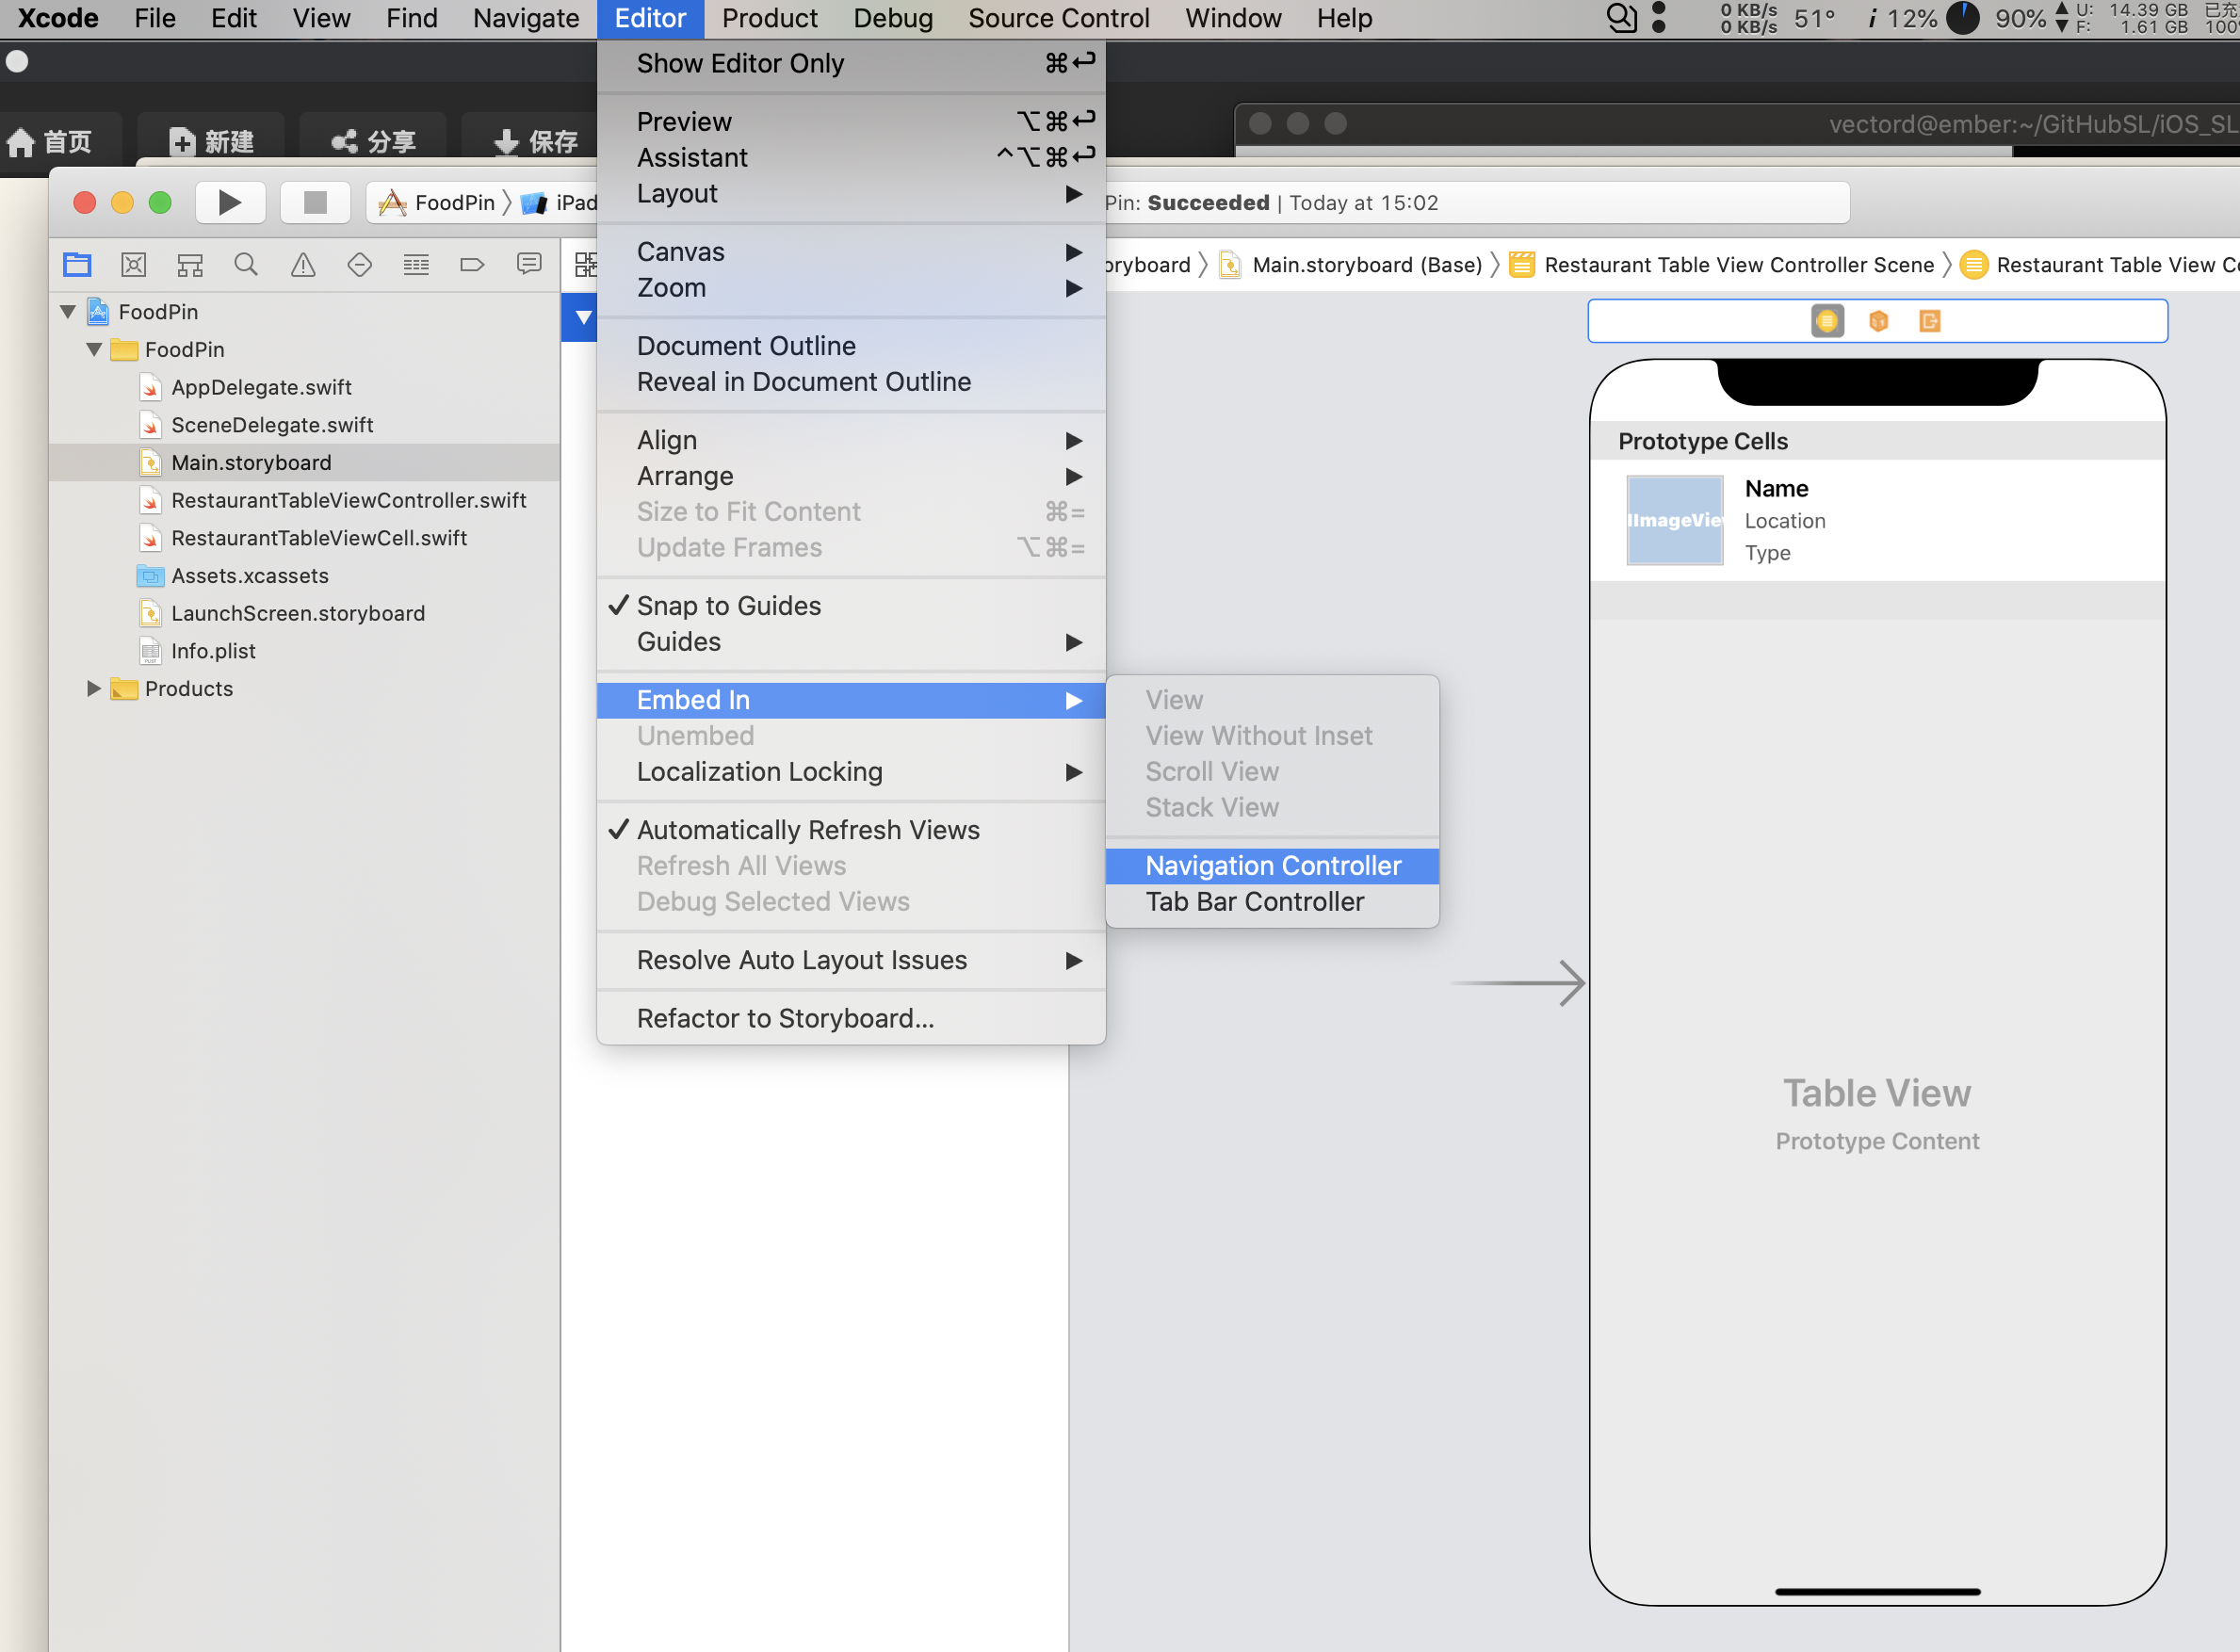 Xcode File Edit View Find Navigate Editor Product Debug Source Control Window Help
0 KB/s
0 KB/s
51° i 12% 90%
U: 14.39 GB
F: 1.61 GB
首页 新建 分享 保存
vectord@ember:~/GitHubSL/iOS_SL
FoodPin
Pin: Succeeded | Today at 15:02
Main.storyboard (Base) Restaurant Table View Controller Scene Restaurant Table View
FoodPin
FoodPin
AppDelegate.swift
SceneDelegate.swift
Main.storyboard
RestaurantTableViewController.swift
RestaurantTableViewCell.swift
Assets.xcassets
LaunchScreen.storyboard
Info.plist
Products
Show Editor Only ⌘↩
Preview ⌥⌘↩
Assistant ^⌥⌘↩
Layout
Canvas
Zoom
Document Outline
Reveal in Document Outline
Align
Arrange
Size to Fit Content ⌘=
Update Frames ⌥⌘=
Snap to Guides
Guides
Embed In
Unembed
Localization Locking
Automatically Refresh Views
Refresh All Views
Debug Selected Views
Resolve Auto Layout Issues
Refactor to Storyboard...
View
View Without Inset
Scroll View
Stack View
Navigation Controller
Tab Bar Controller
Prototype Cells
Name
Location
Type
Table View
Prototype Content